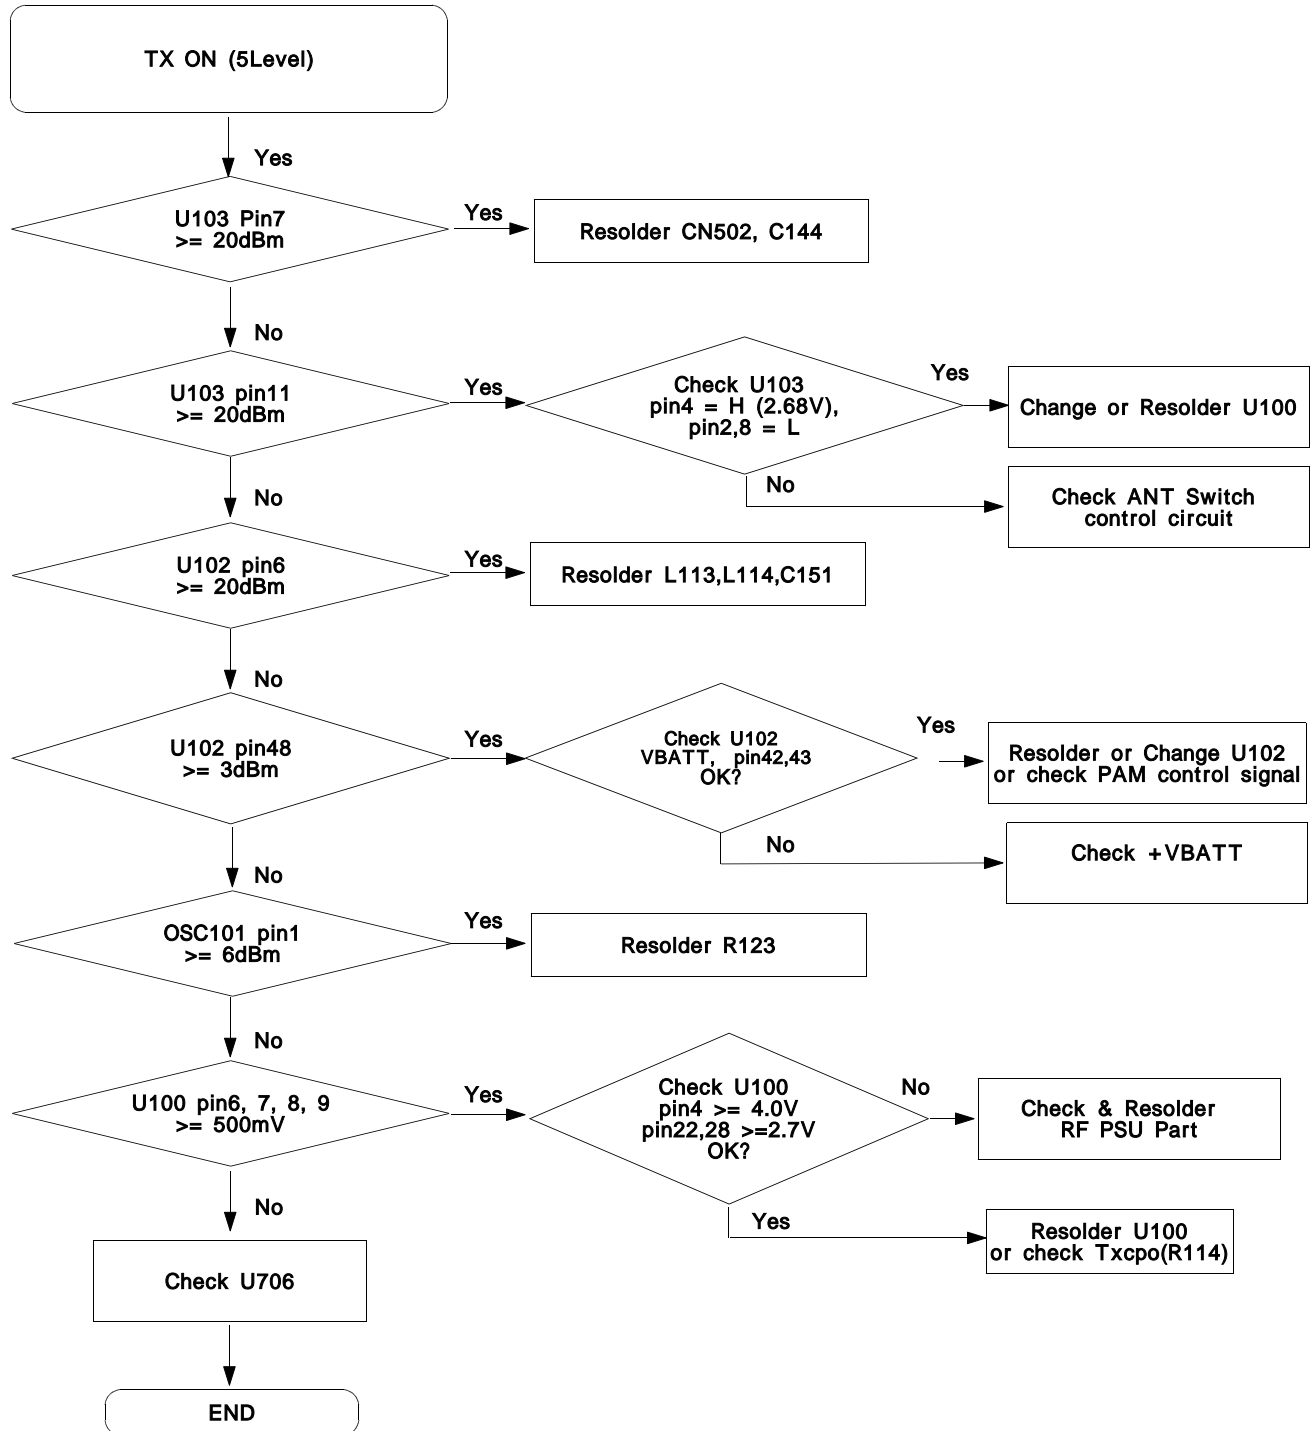 TX ON (5Level)
Yes
U103 Pin7
>= 20dBm
Yes
Resolder CN502, C144
No
U103 pin11
>= 20dBm
Yes
Check U103
pin4 = H (2.68V),
pin2,8 = L
Yes
Change or Resolder U100
No
Check ANT Switch
control circuit
No
U102 pin6
>= 20dBm
Yes
Resolder L113,L114,C151
No
U102 pin48
>= 3dBm
Yes
Check U102
VBATT, pin42,43
OK?
Yes
Resolder or Change U102
or check PAM control signal
No
Check +VBATT
No
OSC101 pin1
>= 6dBm
Yes
Resolder R123
No
U100 pin6, 7, 8, 9
>= 500mV
Yes
Check U100
pin4 >= 4.0V
pin22,28 >=2.7V
OK?
No
Check & Resolder
RF PSU Part
Yes
Resolder U100
or check Txcpo(R114)
No
Check U706
END